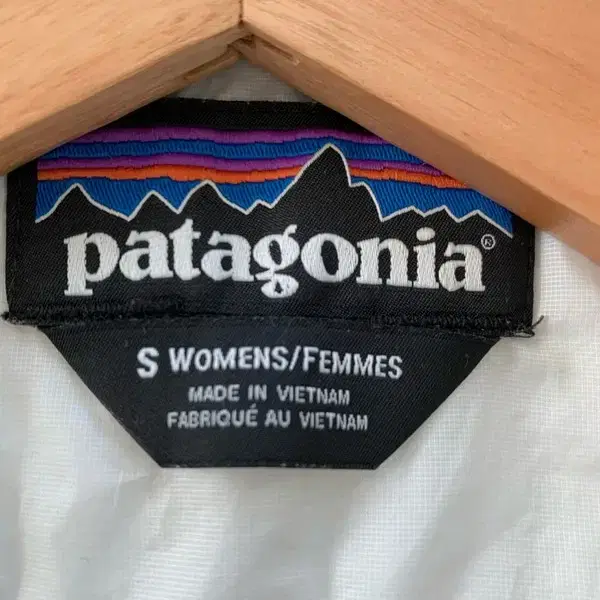 patagonia®
S WOMENS/FEMMES
MADE IN VIETNAM
FABRIQUÉ AU VIETNAM